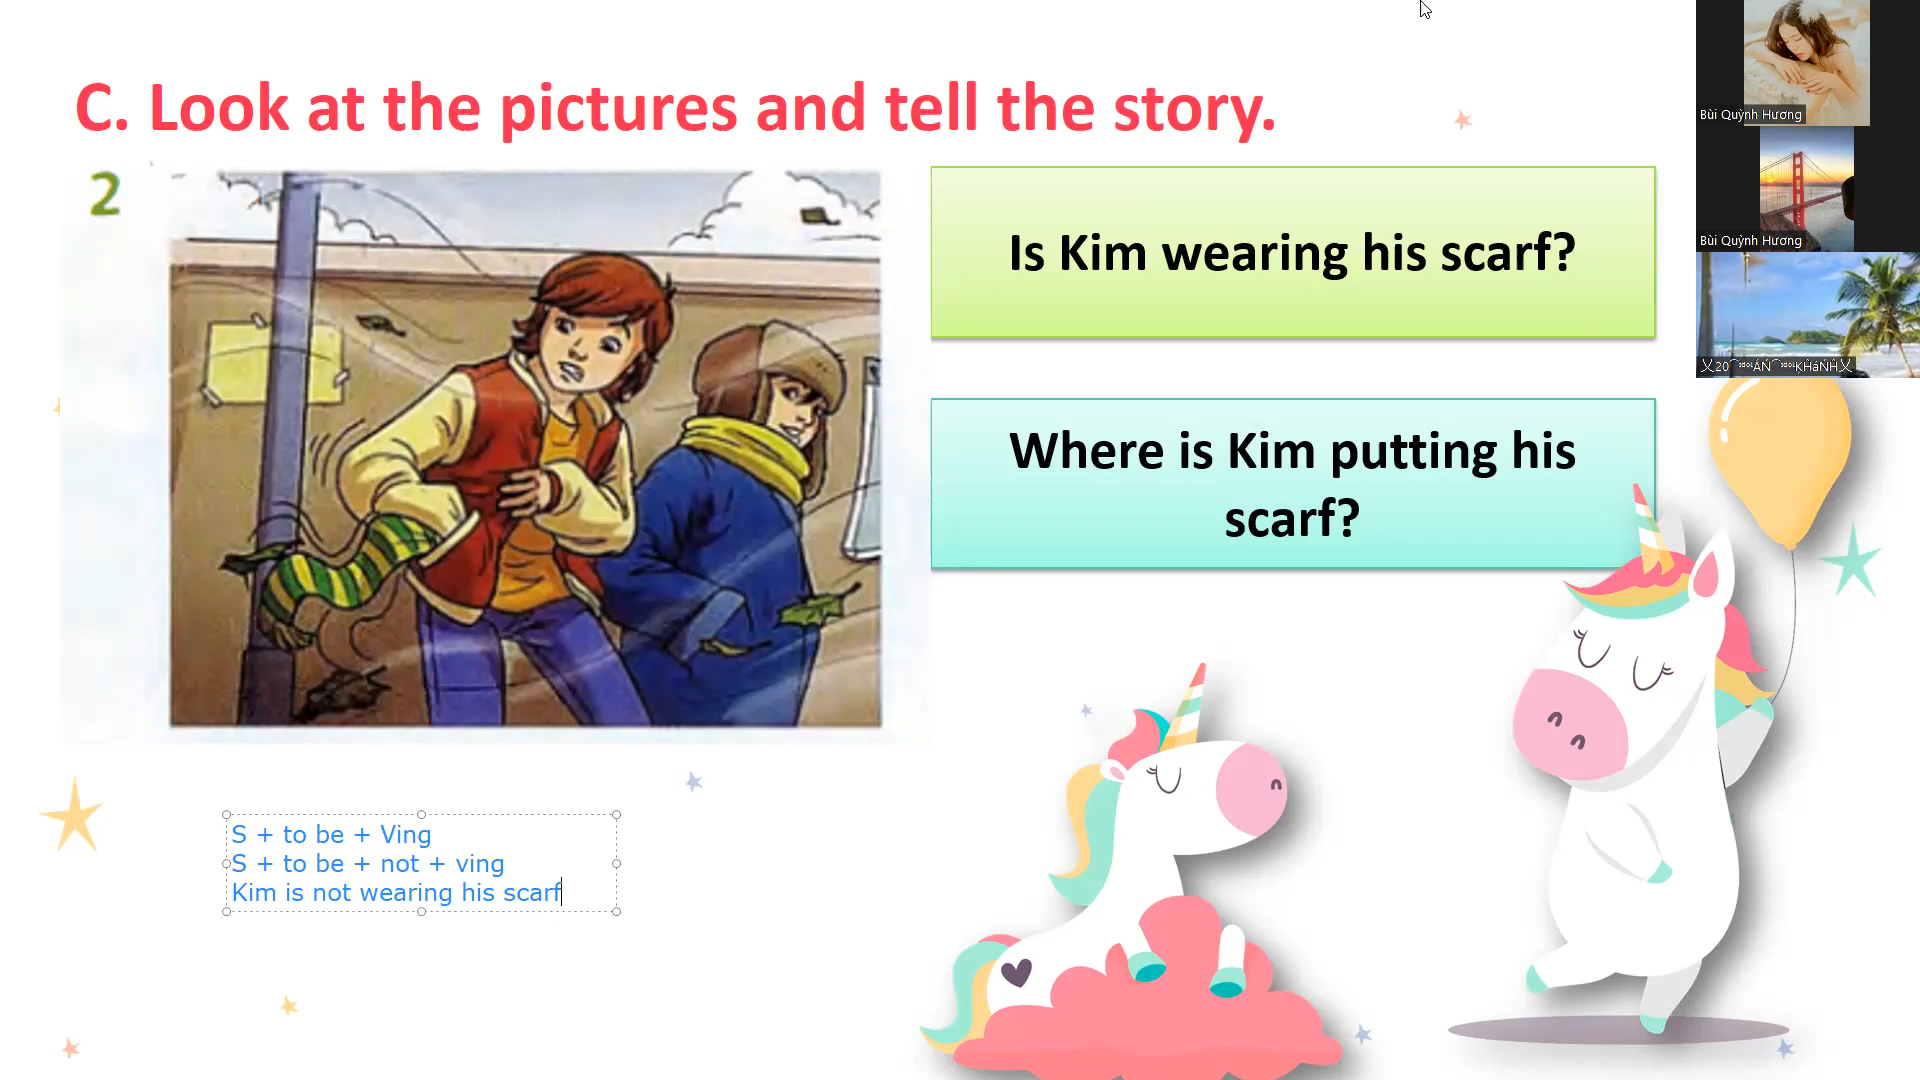 C. Look at the pictures and tell the story.
2
Is Kim wearing his scarf?
Where is Kim putting his
scarf?
S + to be + Ving
S + to be + not + ving
Kim is not wearing his scarf
Bùi Quỳnh Hương
Bùi Quỳnh Hương